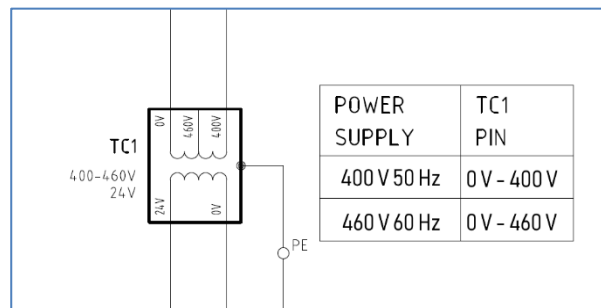 0V
460V
400V
TC1
400-460V
24V
24V
0V
PE
POWER SUPPLY
TC1 PIN
400 V 50 Hz
0 V - 400 V
460 V 60 Hz
0 V - 460 V